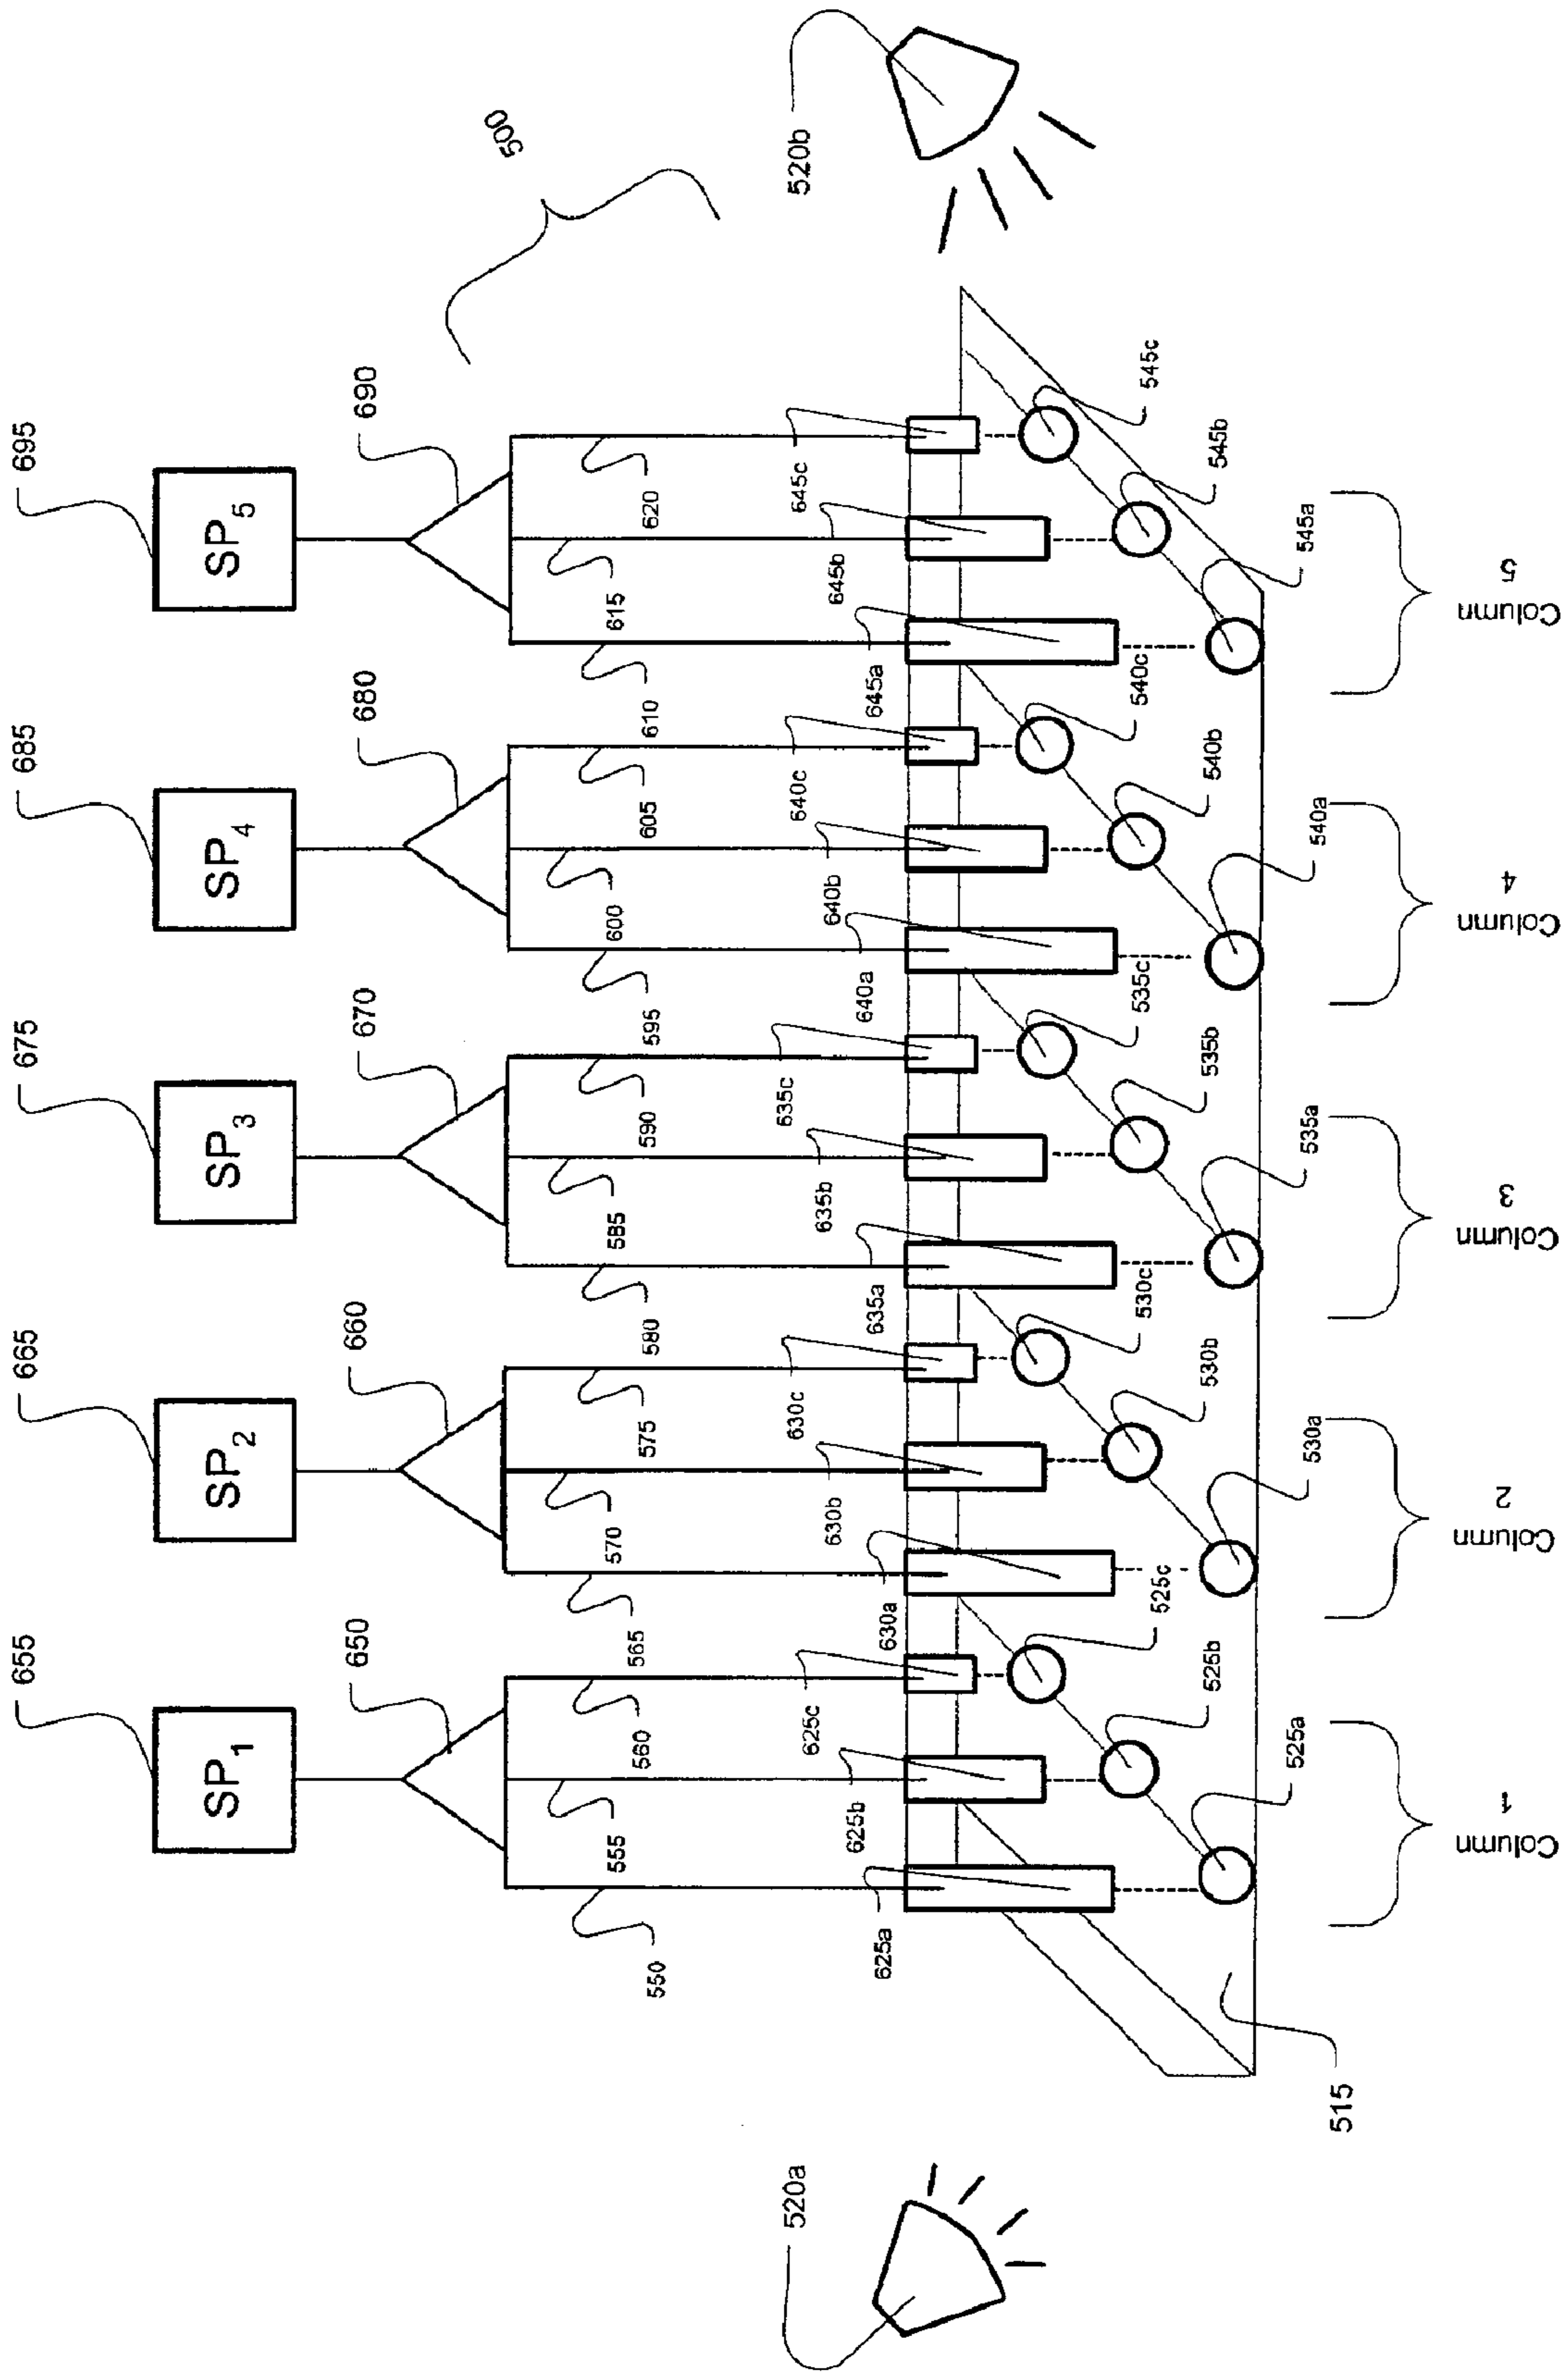 655
665
675
685
695
SP1
SP2
SP3
SP4
SP5
650
660
670
680
690
500
550
555
560
565
570
575
580
585
590
595
600
605
610
615
620
520a
520b
625a
625b
625c
630a
630b
630c
635a
635b
635c
640a
640b
640c
645a
645b
645c
525a
525b
525c
530a
530b
530c
535a
535b
535c
540a
540b
540c
545a
545b
545c
515
Column
1
Column
2
Column
3
Column
4
Column
5